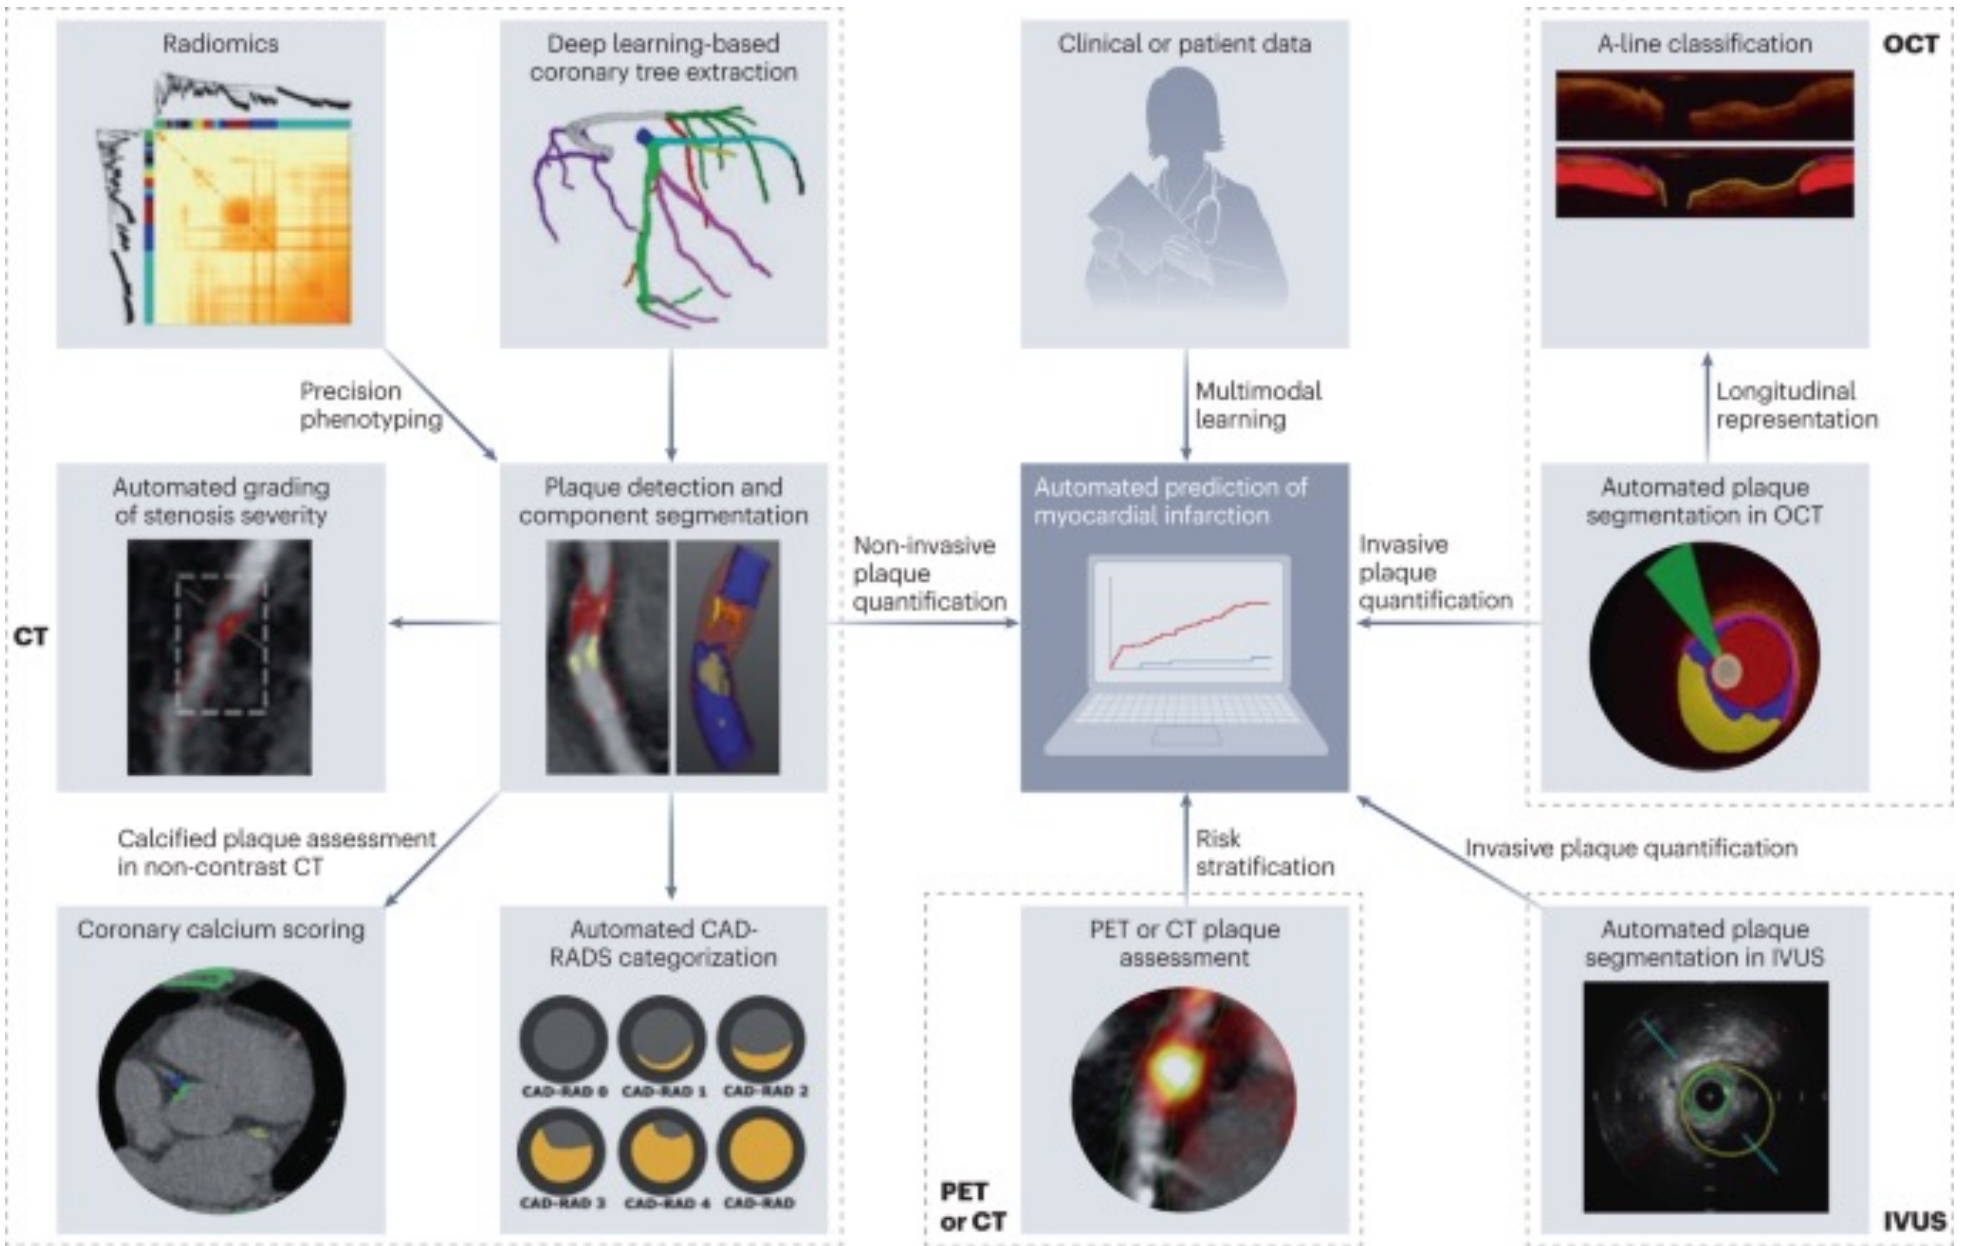 Radiomics
Deep learning-based
coronary tree extraction
Clinical or patient data
A-line classification
OCT
Precision
phenotyping
Multimodal
learning
Longitudinal
representation
CT
Automated grading
of stenosis severity
Plaque detection and
component segmentation
Non-invasive
plaque
quantification
Automated prediction of
myocardial infarction
Invasive
plaque
quantification
Automated plaque
segmentation in OCT
Calcified plaque assessment
in non-contrast CT
Risk
stratification
Invasive plaque quantification
Coronary calcium scoring
Automated CAD-
RADS categorization
CAD-RAD 0
CAD-RAD 1
CAD-RAD 2
CAD-RAD 3
CAD-RAD 4
CAD-RAD
PET or CT plaque
assessment
PET
or CT
Automated plaque
segmentation in IVUS
IVUS